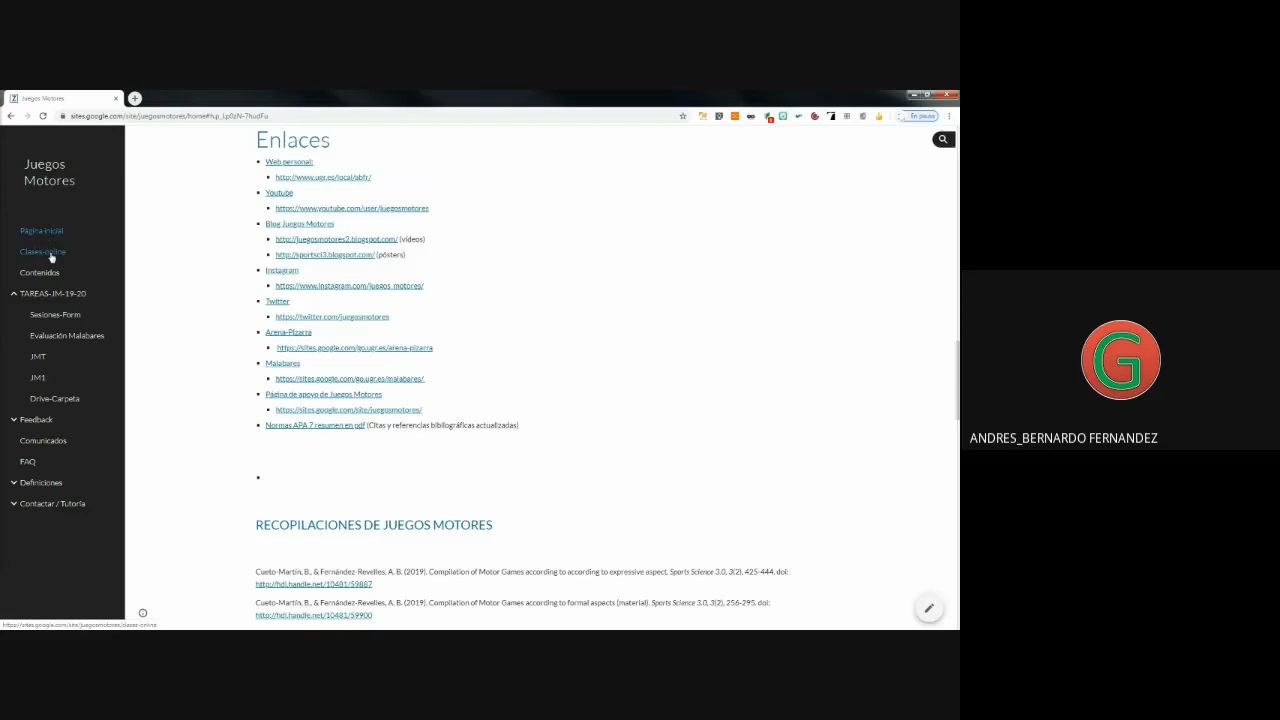 Juegos Motores
sites.google.com/site/juegosmotores/home#h.p_Lp0zN-7hudFu
En pausa
Juegos
Motores
Página inicial
Clases-online
Contenidos
TAREAS-JM-19-20
Sesiones-Form
Evaluación Malabares
JMT
JM1
Drive-Carpeta
Feedback
Comunicados
FAQ
Definiciones
Contactar / Tutoría
https://sites.google.com/site/juegosmotores/clases-online
Enlaces
Web personal:
http://www.ugr.es/local/abfr/
Youtube
https://www.youtube.com/user/juegosmotores
Blog Juegos Motores
http://juegosmotores2.blogspot.com/ (vídeos)
http://sportsci3.blogspot.com/ (pósters)
Instagram
https://www.instagram.com/juegos_motores/
Twitter
https://twitter.com/juegosmotores
Arena-Pizarra
https://sites.google.com/go.ugr.es/arena-pizarra
Malabares
https://sites.google.com/go.ugr.es/malabares/
Página de apoyo de Juegos Motores
https://sites.google.com/site/juegosmotores/
Normas APA 7 resumen en pdf (Citas y referencias bibliográficas actualizadas)
RECOPILACIONES DE JUEGOS MOTORES
Cueto-Martín, B., & Fernández-Revelles, A. B. (2019). Compilation of Motor Games according to according to expressive aspect. Sports Science 3.0, 3(2), 425-444. doi:
http://hdl.handle.net/10481/59887
Cueto-Martín, B., & Fernández-Revelles, A. B. (2019). Compilation of Motor Games according to formal aspects (material). Sports Science 3.0, 3(2), 256-295. doi:
http://hdl.handle.net/10481/59900
G
ANDRES_BERNARDO FERNANDEZ